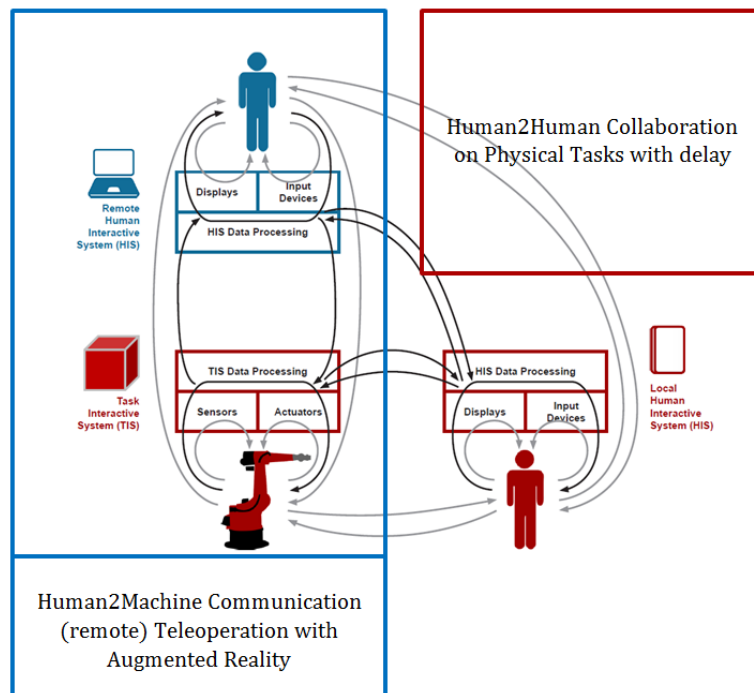 Human2Human Collaboration
on Physical Tasks with delay
Displays
Input
Devices
HIS Data Processing
Remote
Human
Interactive
System (HIS)
TIS Data Processing
Sensors
Actuators
Task
Interactive
System (TIS)
HIS Data Processing
Displays
Input
Devices
Local
Human
Interactive
System (HIS)
Human2Machine Communication
(remote) Teleoperation with
Augmented Reality